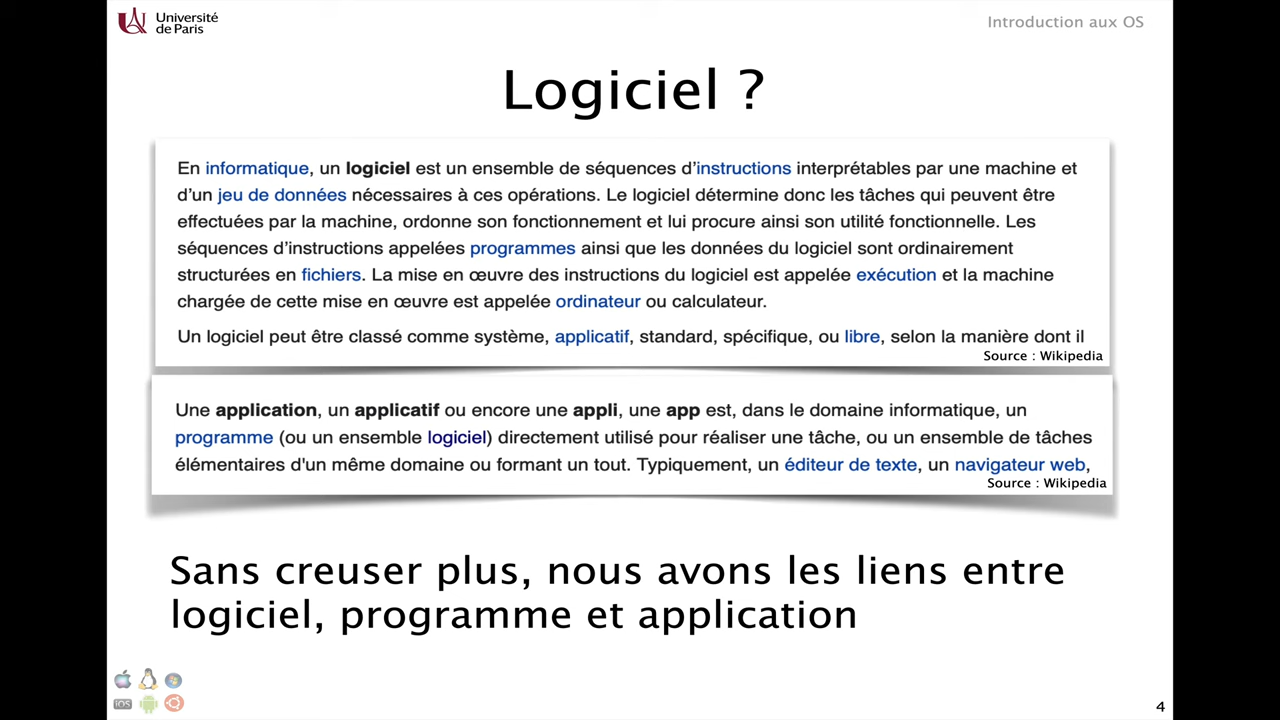 Université
de Paris
Introduction aux OS
Logiciel ?
En informatique, un logiciel est un ensemble de séquences d’instructions interprétables par une machine et
d’un jeu de données nécessaires à ces opérations. Le logiciel détermine donc les tâches qui peuvent être
effectuées par la machine, ordonne son fonctionnement et lui procure ainsi son utilité fonctionnelle. Les
séquences d’instructions appelées programmes ainsi que les données du logiciel sont ordinairement
structurées en fichiers. La mise en œuvre des instructions du logiciel est appelée exécution et la machine
chargée de cette mise en œuvre est appelée ordinateur ou calculateur.
Un logiciel peut être classé comme système, applicatif, standard, spécifique, ou libre, selon la manière dont il
Source : Wikipedia
Une application, un applicatif ou encore une appli, une app est, dans le domaine informatique, un
programme (ou un ensemble logiciel) directement utilisé pour réaliser une tâche, ou un ensemble de tâches
élémentaires d'un même domaine ou formant un tout. Typiquement, un éditeur de texte, un navigateur web,
Source : Wikipedia
Sans creuser plus, nous avons les liens entre
logiciel, programme et application
iOS
4